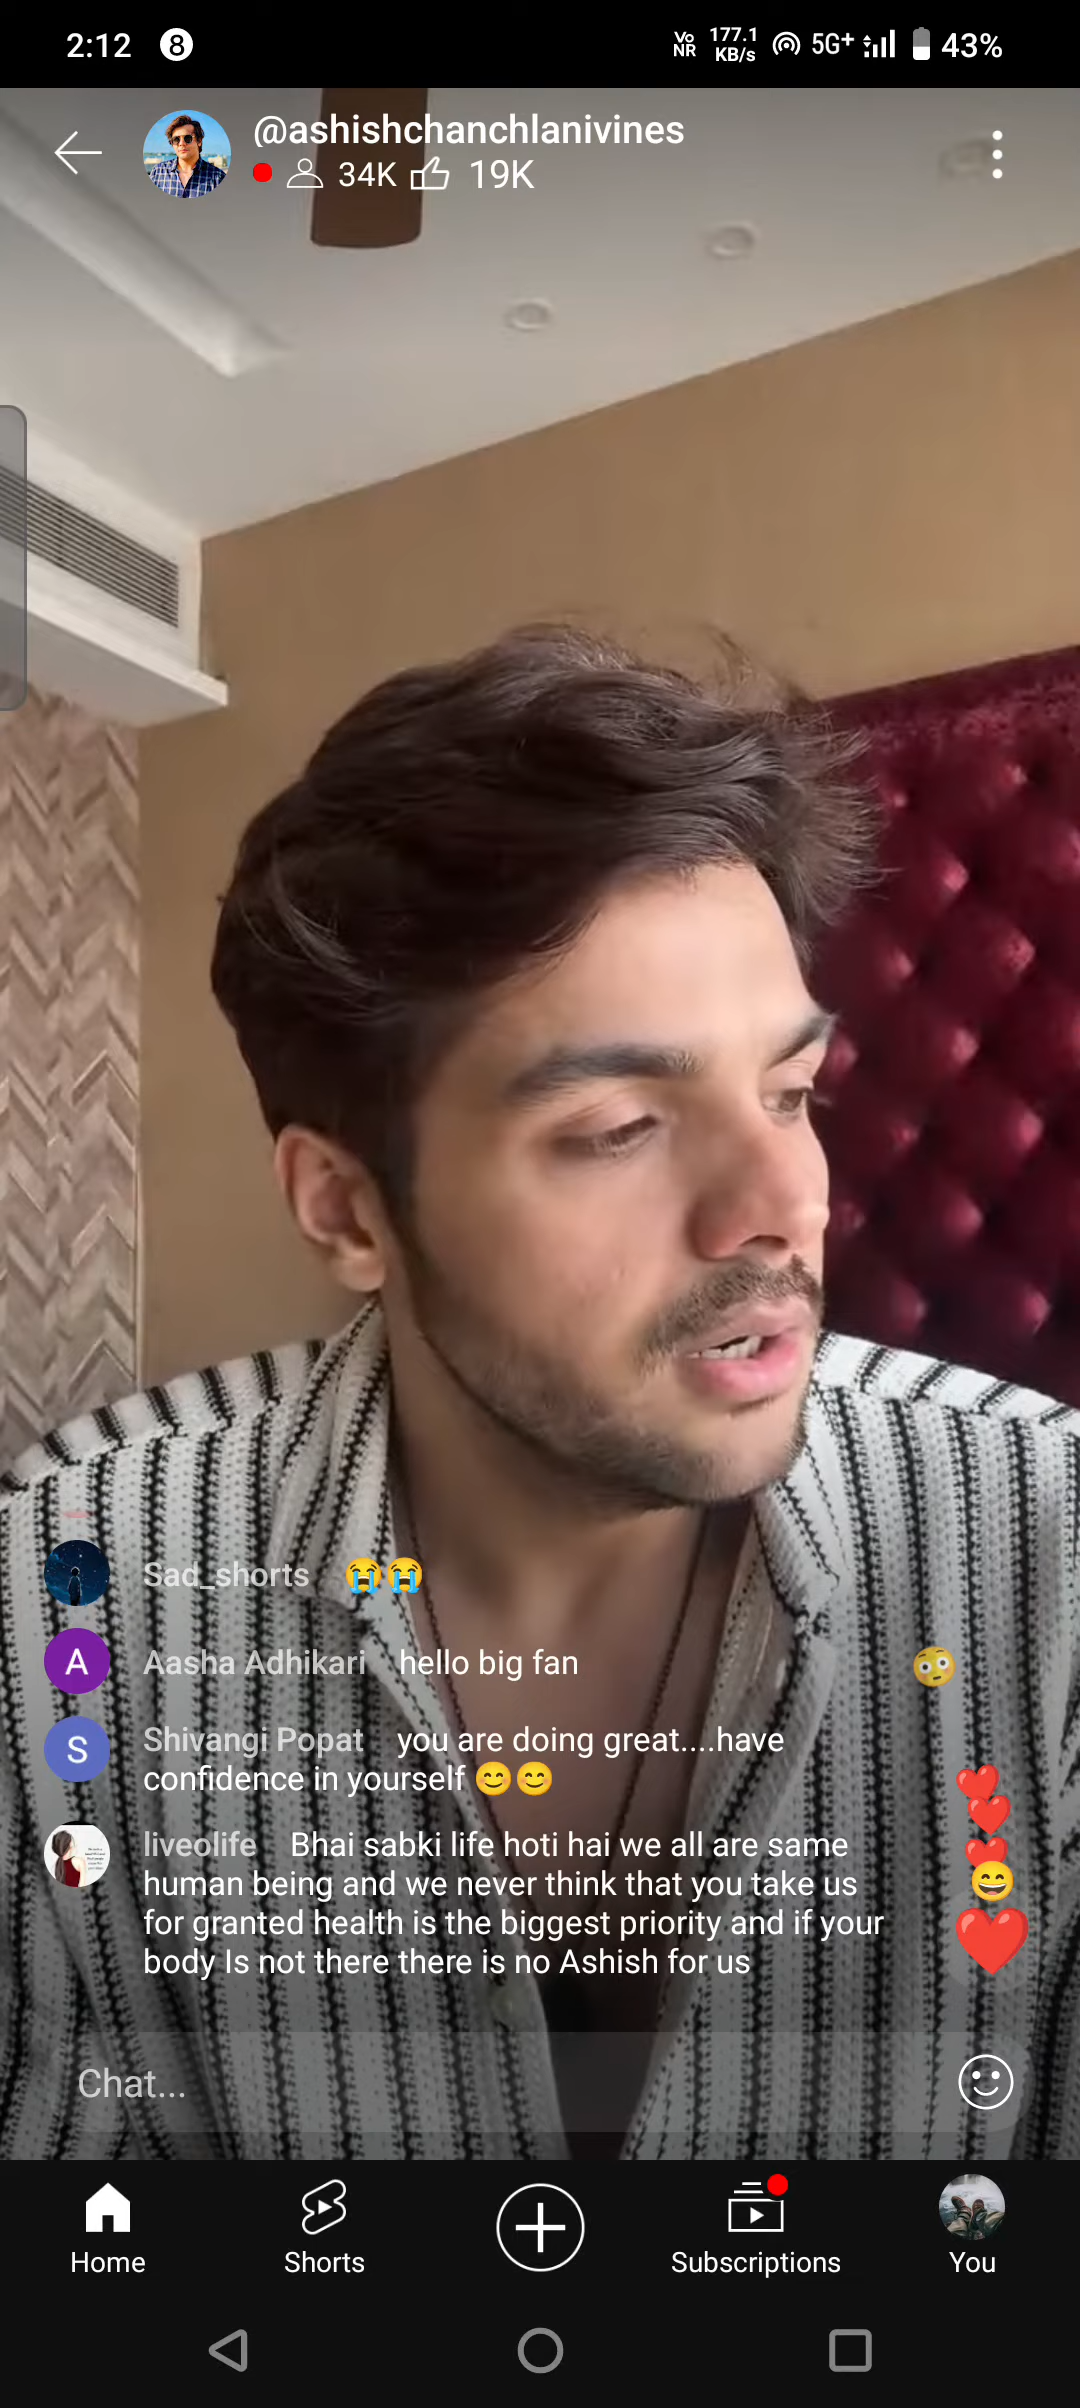 2:12 8 Vo NR 177.1 KB/s 5G+ 43%
@ashishchanchlanivines
34K 19K
Sad_shorts 😭😭
A Aasha Adhikari hello big fan
S Shivangi Popat you are doing great....have
confidence in yourself 😊😊
liveolife Bhai sabki life hoti hai we all are same
human being and we never think that you take us
for granted health is the biggest priority and if your
body Is not there there is no Ashish for us
Chat...
Home Shorts Subscriptions You